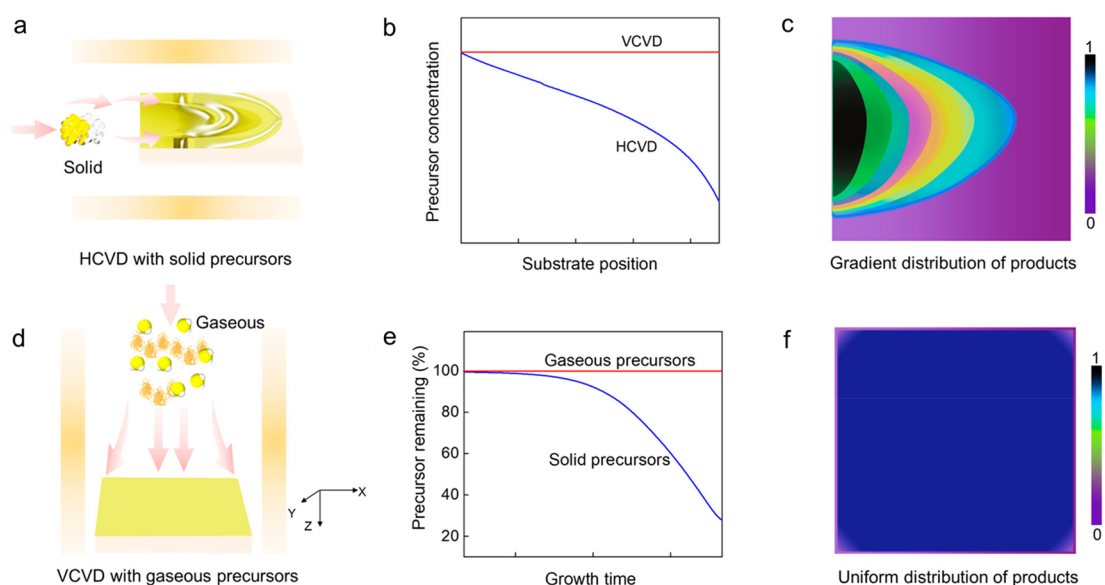 a
Solid
HCVD with solid precursors
b
Precursor concentration
VCVD
HCVD
Substrate position
c
1
0
Gradient distribution of products
d
Gaseous
X
Y
Z
VCVD with gaseous precursors
e
Precursor remaining (%)
100
80
60
40
20
Gaseous precursors
Solid precursors
Growth time
f
1
0
Uniform distribution of products